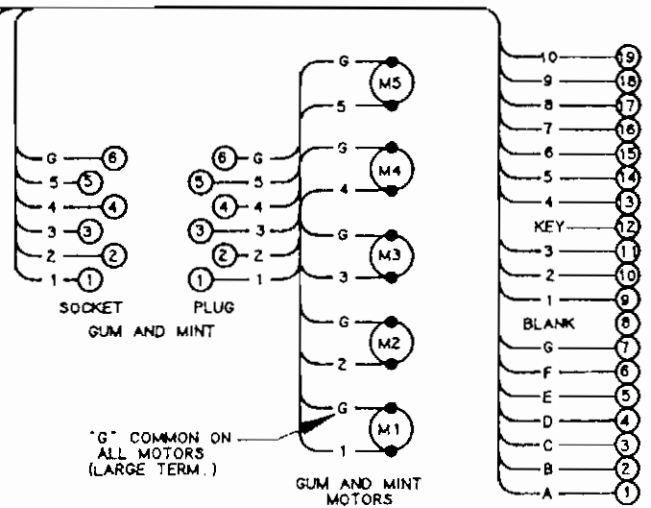 G 6
5 5
4 4
3 3
2 2
1 1
SOCKET
6 G
5 5
4 4
3 3
2 2
1 1
PLUG
GUM AND MINT
G
M5
5
G
M4
4
G
M3
3
G
M2
2
G
M1
1
"G" COMMON ON
ALL MOTORS
(LARGE TERM.)
GUM AND MINT
MOTORS
10 19
9 18
8 17
7 16
6 15
5 14
4 13
KEY 12
3 11
2 10
1 9
BLANK 8
G 7
F 6
E 5
D 4
C 3
B 2
A 1